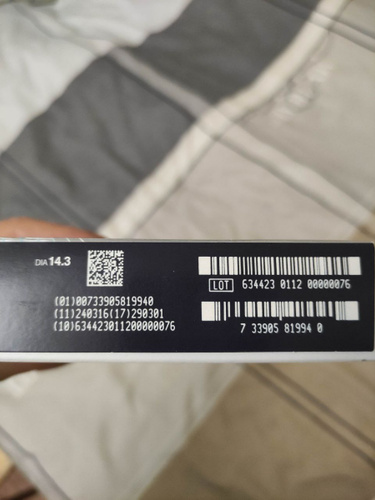 DIA 14.3
(01)00733905819940
(11)240316(17)290301
(10)634423011200000076
LOT 634423 0112 00000076
7 33905 81994 0